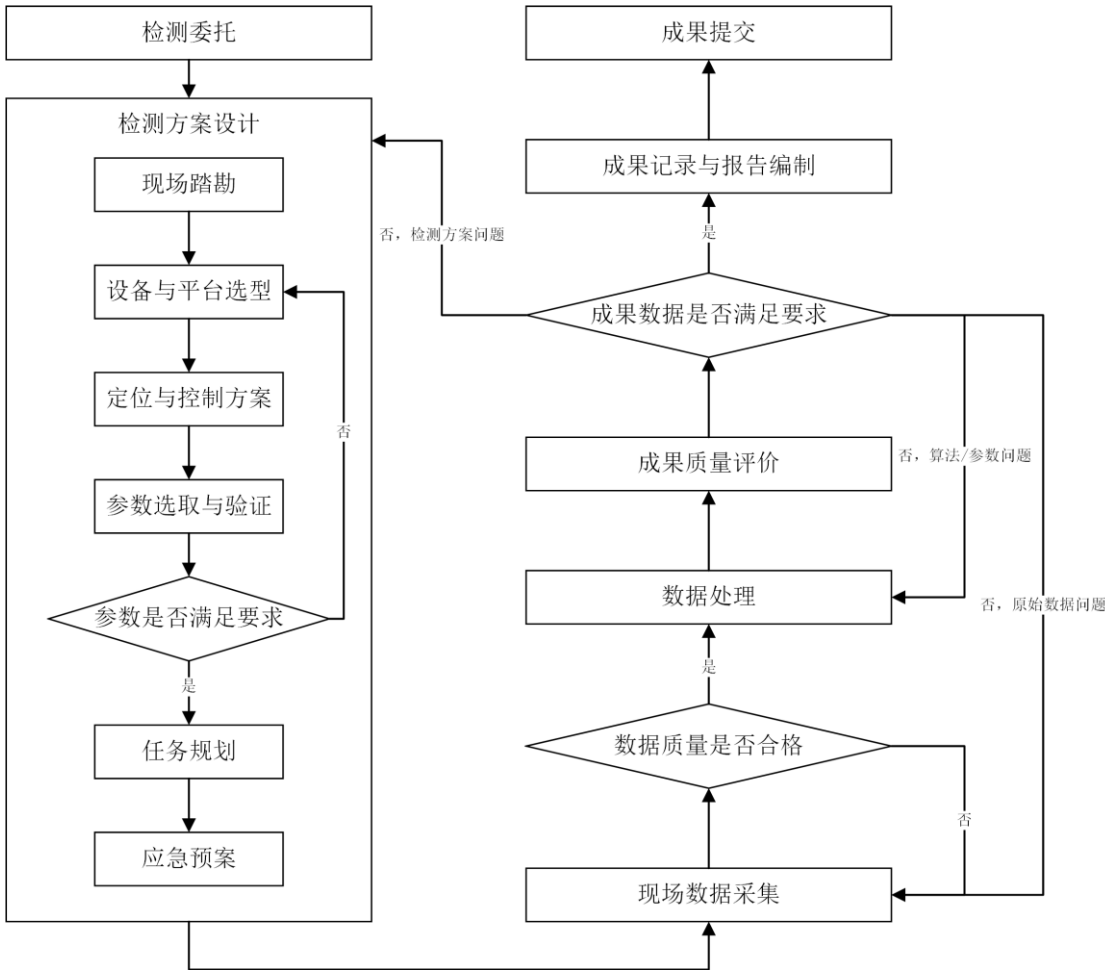 检测委托
检测方案设计
现场踏勘
设备与平台选型
定位与控制方案
否
参数选取与验证
参数是否满足要求
是
任务规划
应急预案
成果提交
成果记录与报告编制
是
否，检测方案问题
成果数据是否满足要求
否，算法/参数问题
成果质量评价
数据处理
否，原始数据问题
是
数据质量是否合格
否
现场数据采集